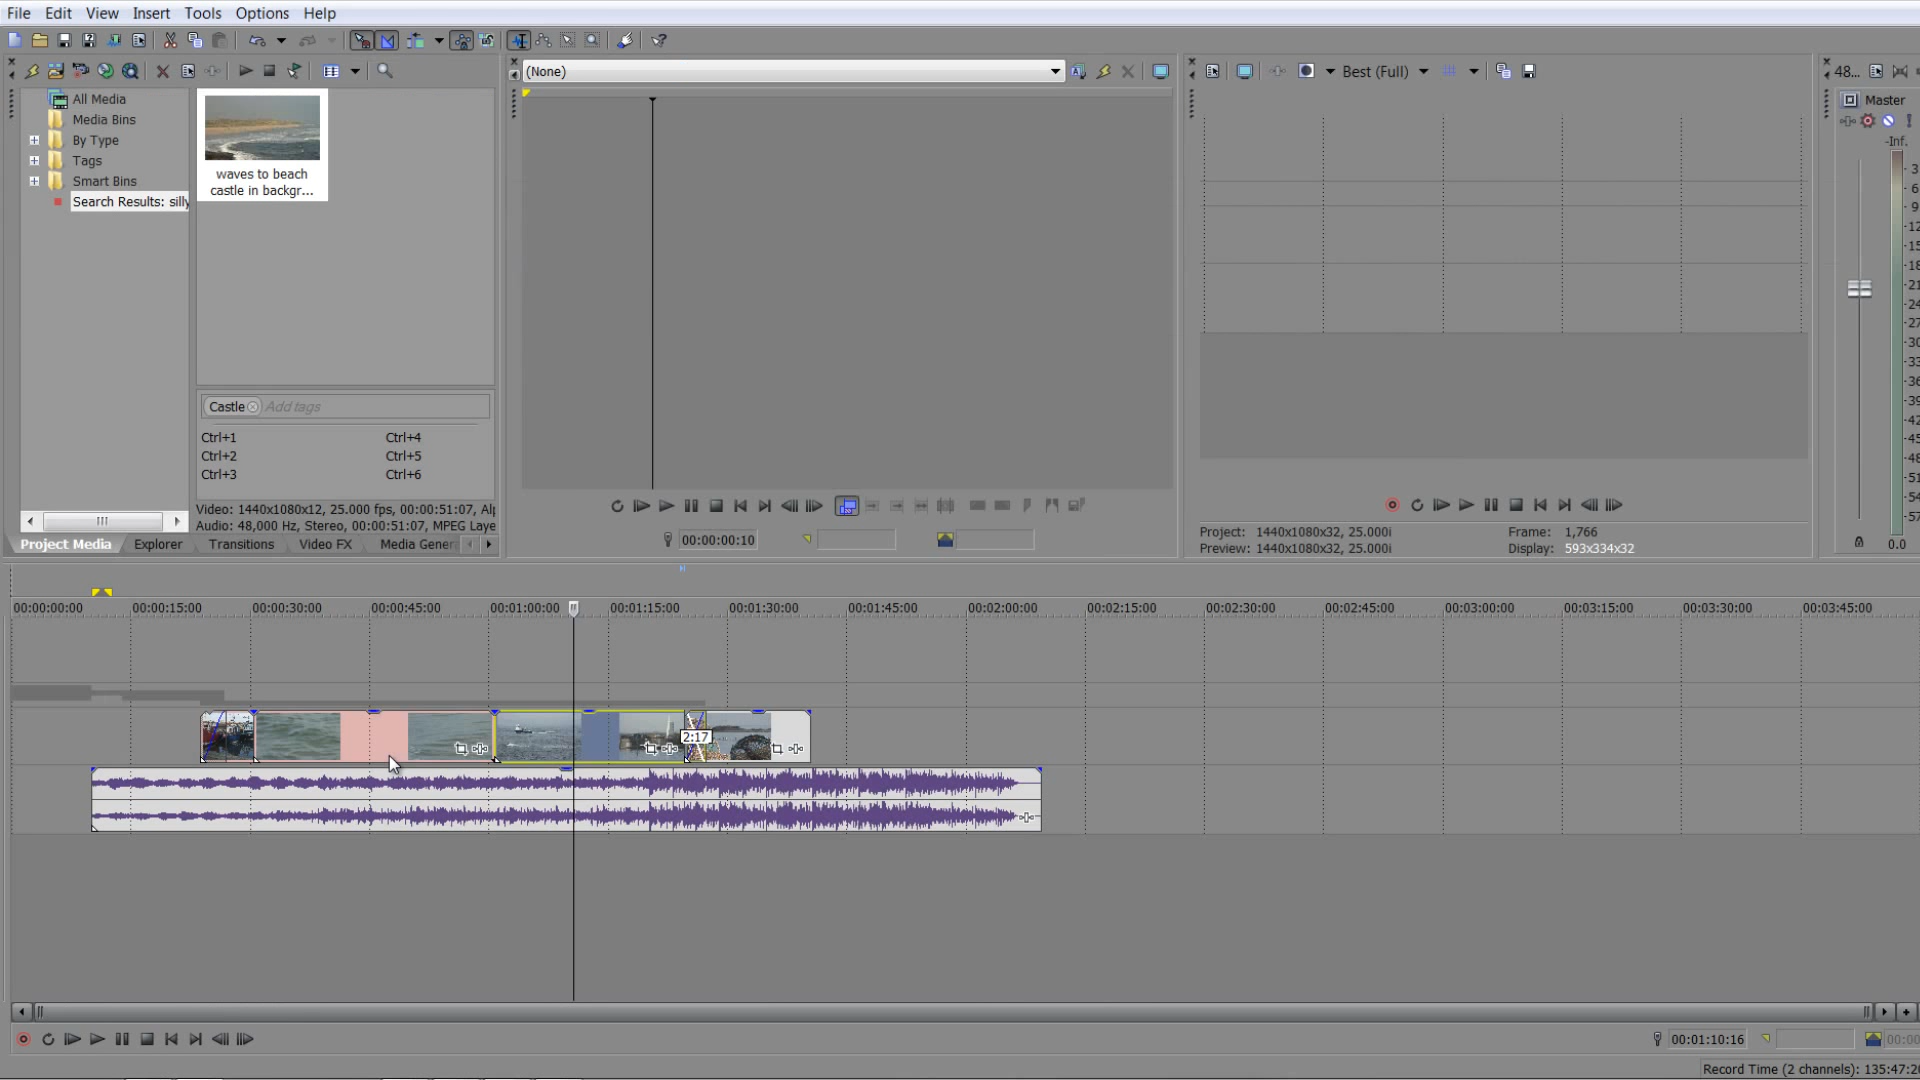 File Edit View Insert Tools Options Help
(None)
Best (Full)
48...
All Media
Media Bins
By Type
Tags
Smart Bins
Search Results: silly
waves to beach
castle in backgr...
Master
-Inf.
3
6
9
12
15
18
21
24
27
30
33
36
39
42
45
48
51
54
57
0.0
Castle Add tags
Ctrl+1 Ctrl+4
Ctrl+2 Ctrl+5
Ctrl+3 Ctrl+6
Video: 1440x1080x12, 25.000 fps, 00:00:51:07, Al
Audio: 48,000 Hz, Stereo, 00:00:51:07, MPEG Laye
Project Media Explorer Transitions Video FX Media Gener
00:00:00:10
Project: 1440x1080x32, 25.000i Frame: 1,766
Preview: 1440x1080x32, 25.000i Display: 593x334x32
00:00:00:00 00:00:15:00 00:00:30:00 00:00:45:00 00:01:00:00 00:01:15:00 00:01:30:00 00:01:45:00 00:02:00:00 00:02:15:00 00:02:30:00 00:02:45:00 00:03:00:00 00:03:15:00 00:03:30:00 00:03:45:00
2:17
00:01:10:16 00:00
Record Time (2 channels): 135:47:2